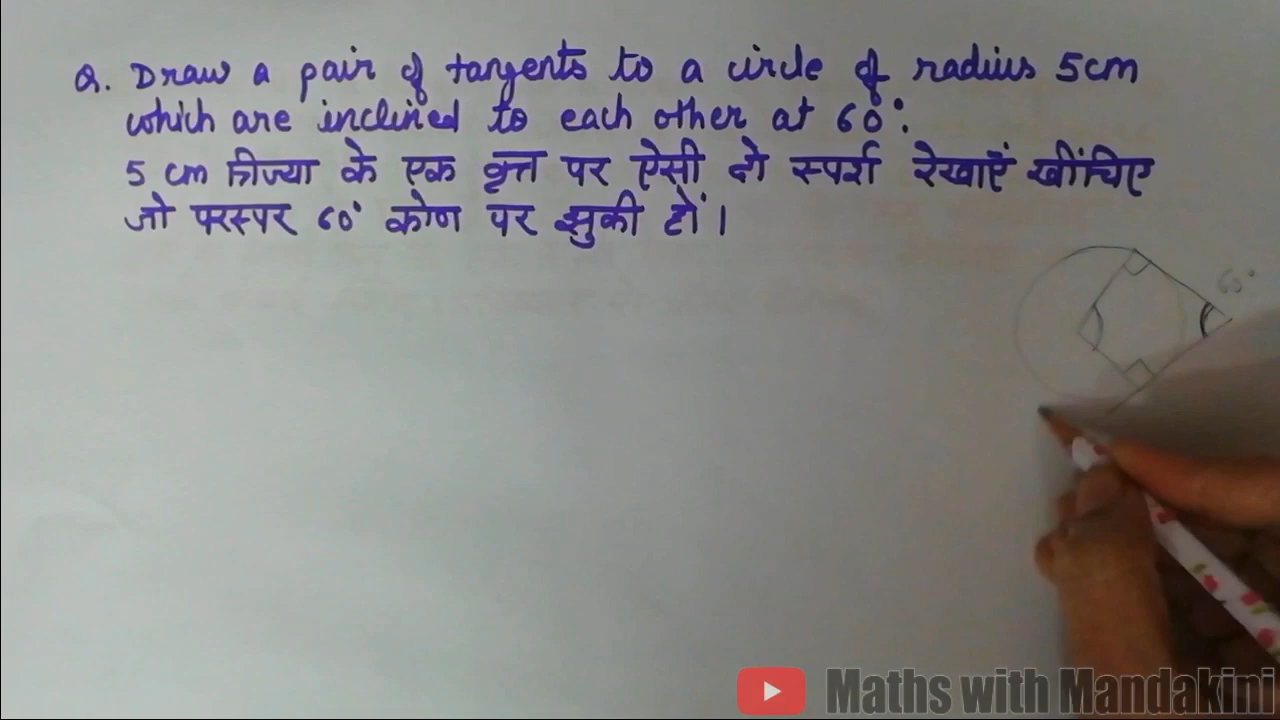 Q. Draw a pair of tangents to a circle of radius 5cm
which are inclined to each other at 60°.
5 cm त्रिज्या के एक वृत्त पर ऐसी दो स्पर्श रेखाएँ खींचिए
जो परस्पर 60° कोण पर झुकी हों।
60°
Maths with Mandakini